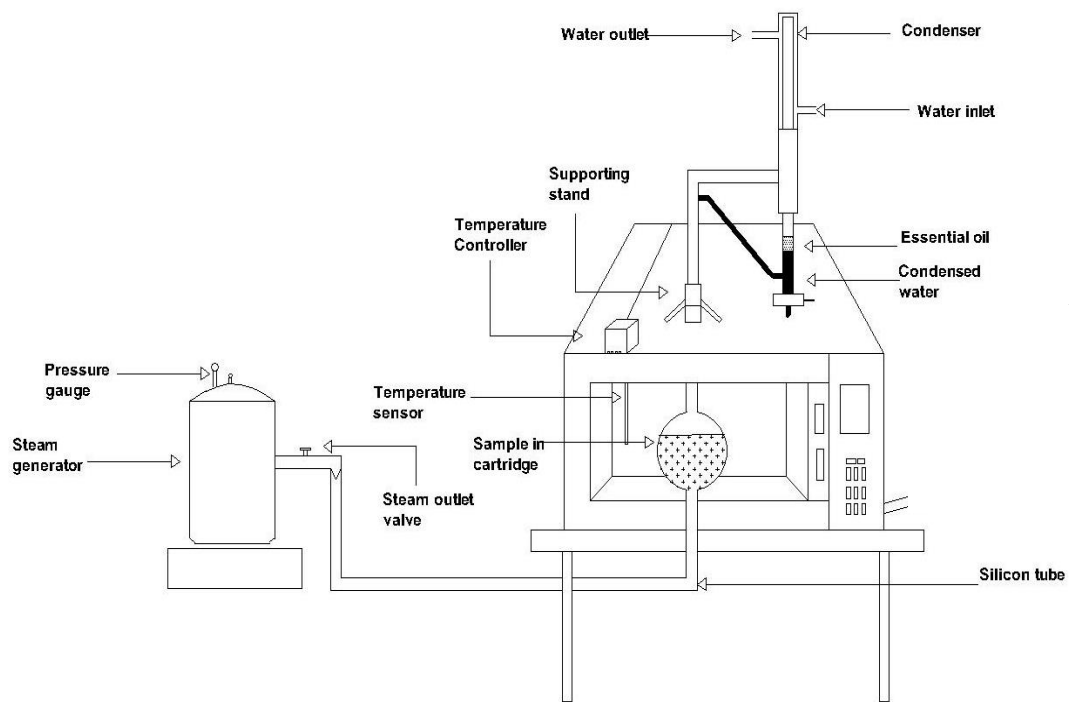 Water outlet
Condenser
Water inlet
Supporting
stand
Temperature
Controller
Essential oil
Condensed
water
Pressure
gauge
Temperature
sensor
Steam
generator
Sample in
cartridge
Steam outlet
valve
Silicon tube